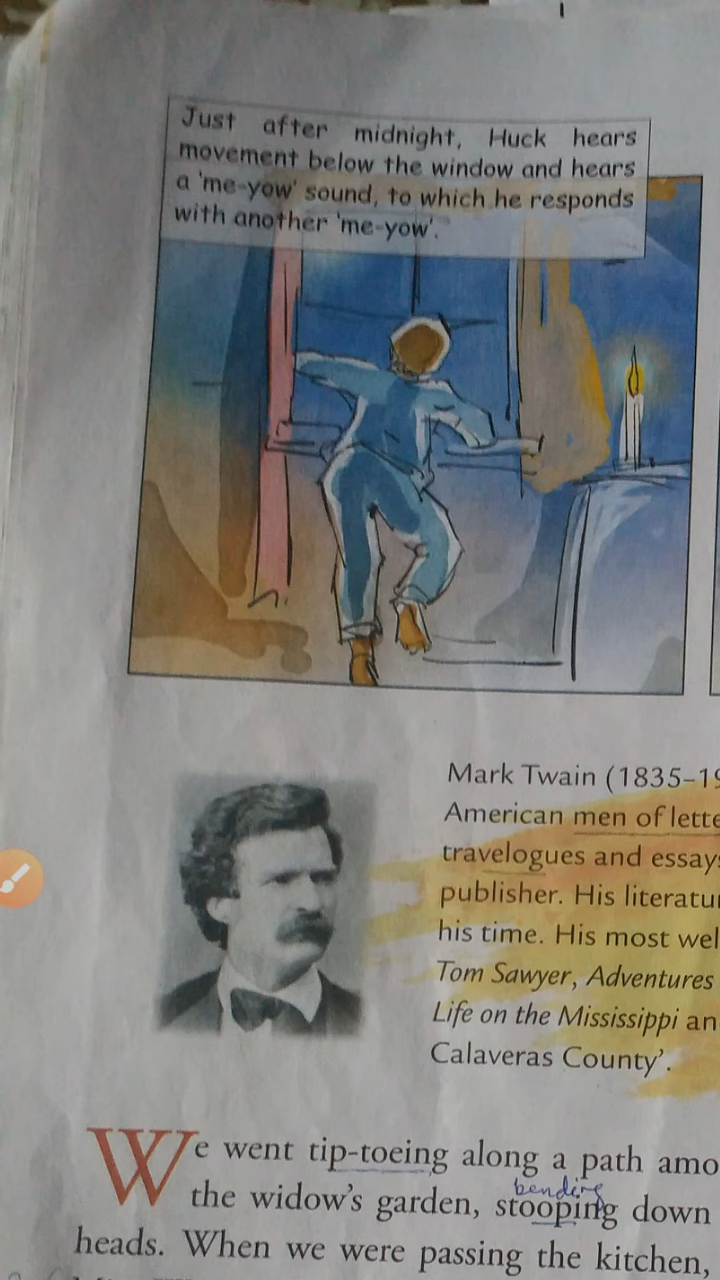 Just after midnight, Huck hears
movement below the window and hears
a 'me-yow' sound, to which he responds
with another 'me-yow'.
Mark Twain (1835–19
American men of lette
travelogues and essays
publisher. His literatu
his time. His most wel
Tom Sawyer, Adventures
Life on the Mississippi an
Calaveras County'.
We went tip-toeing along a path amo
bending
the widow's garden, stooping down
heads. When we were passing the kitchen,